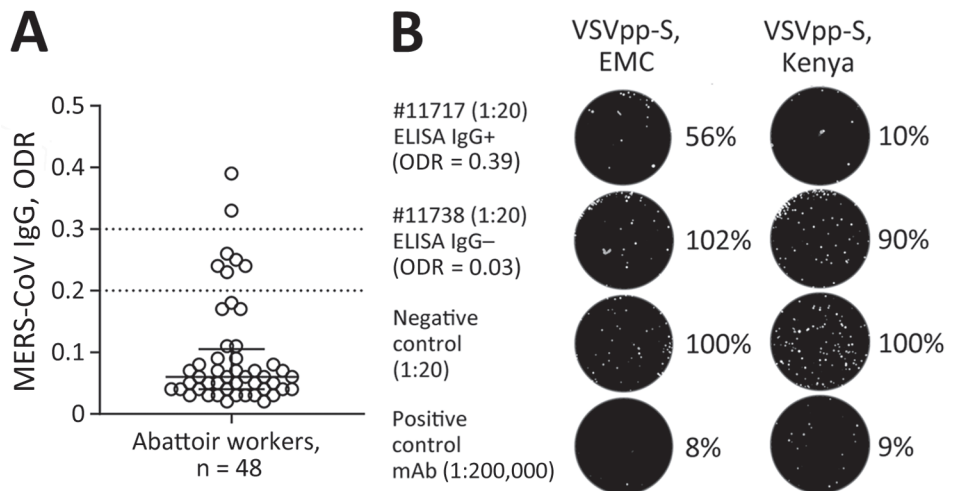 A
MERS-CoV IgG, ODR
0.5
0.4
0.3
0.2
0.1
0
Abattoir workers,
n = 48
B
VSVpp-S,
EMC
VSVpp-S,
Kenya
#11717 (1:20)
ELISA IgG+
(ODR = 0.39)
56%
10%
#11738 (1:20)
ELISA IgG–
(ODR = 0.03)
102%
90%
Negative
control
(1:20)
100%
100%
Positive
control
mAb (1:200,000)
8%
9%